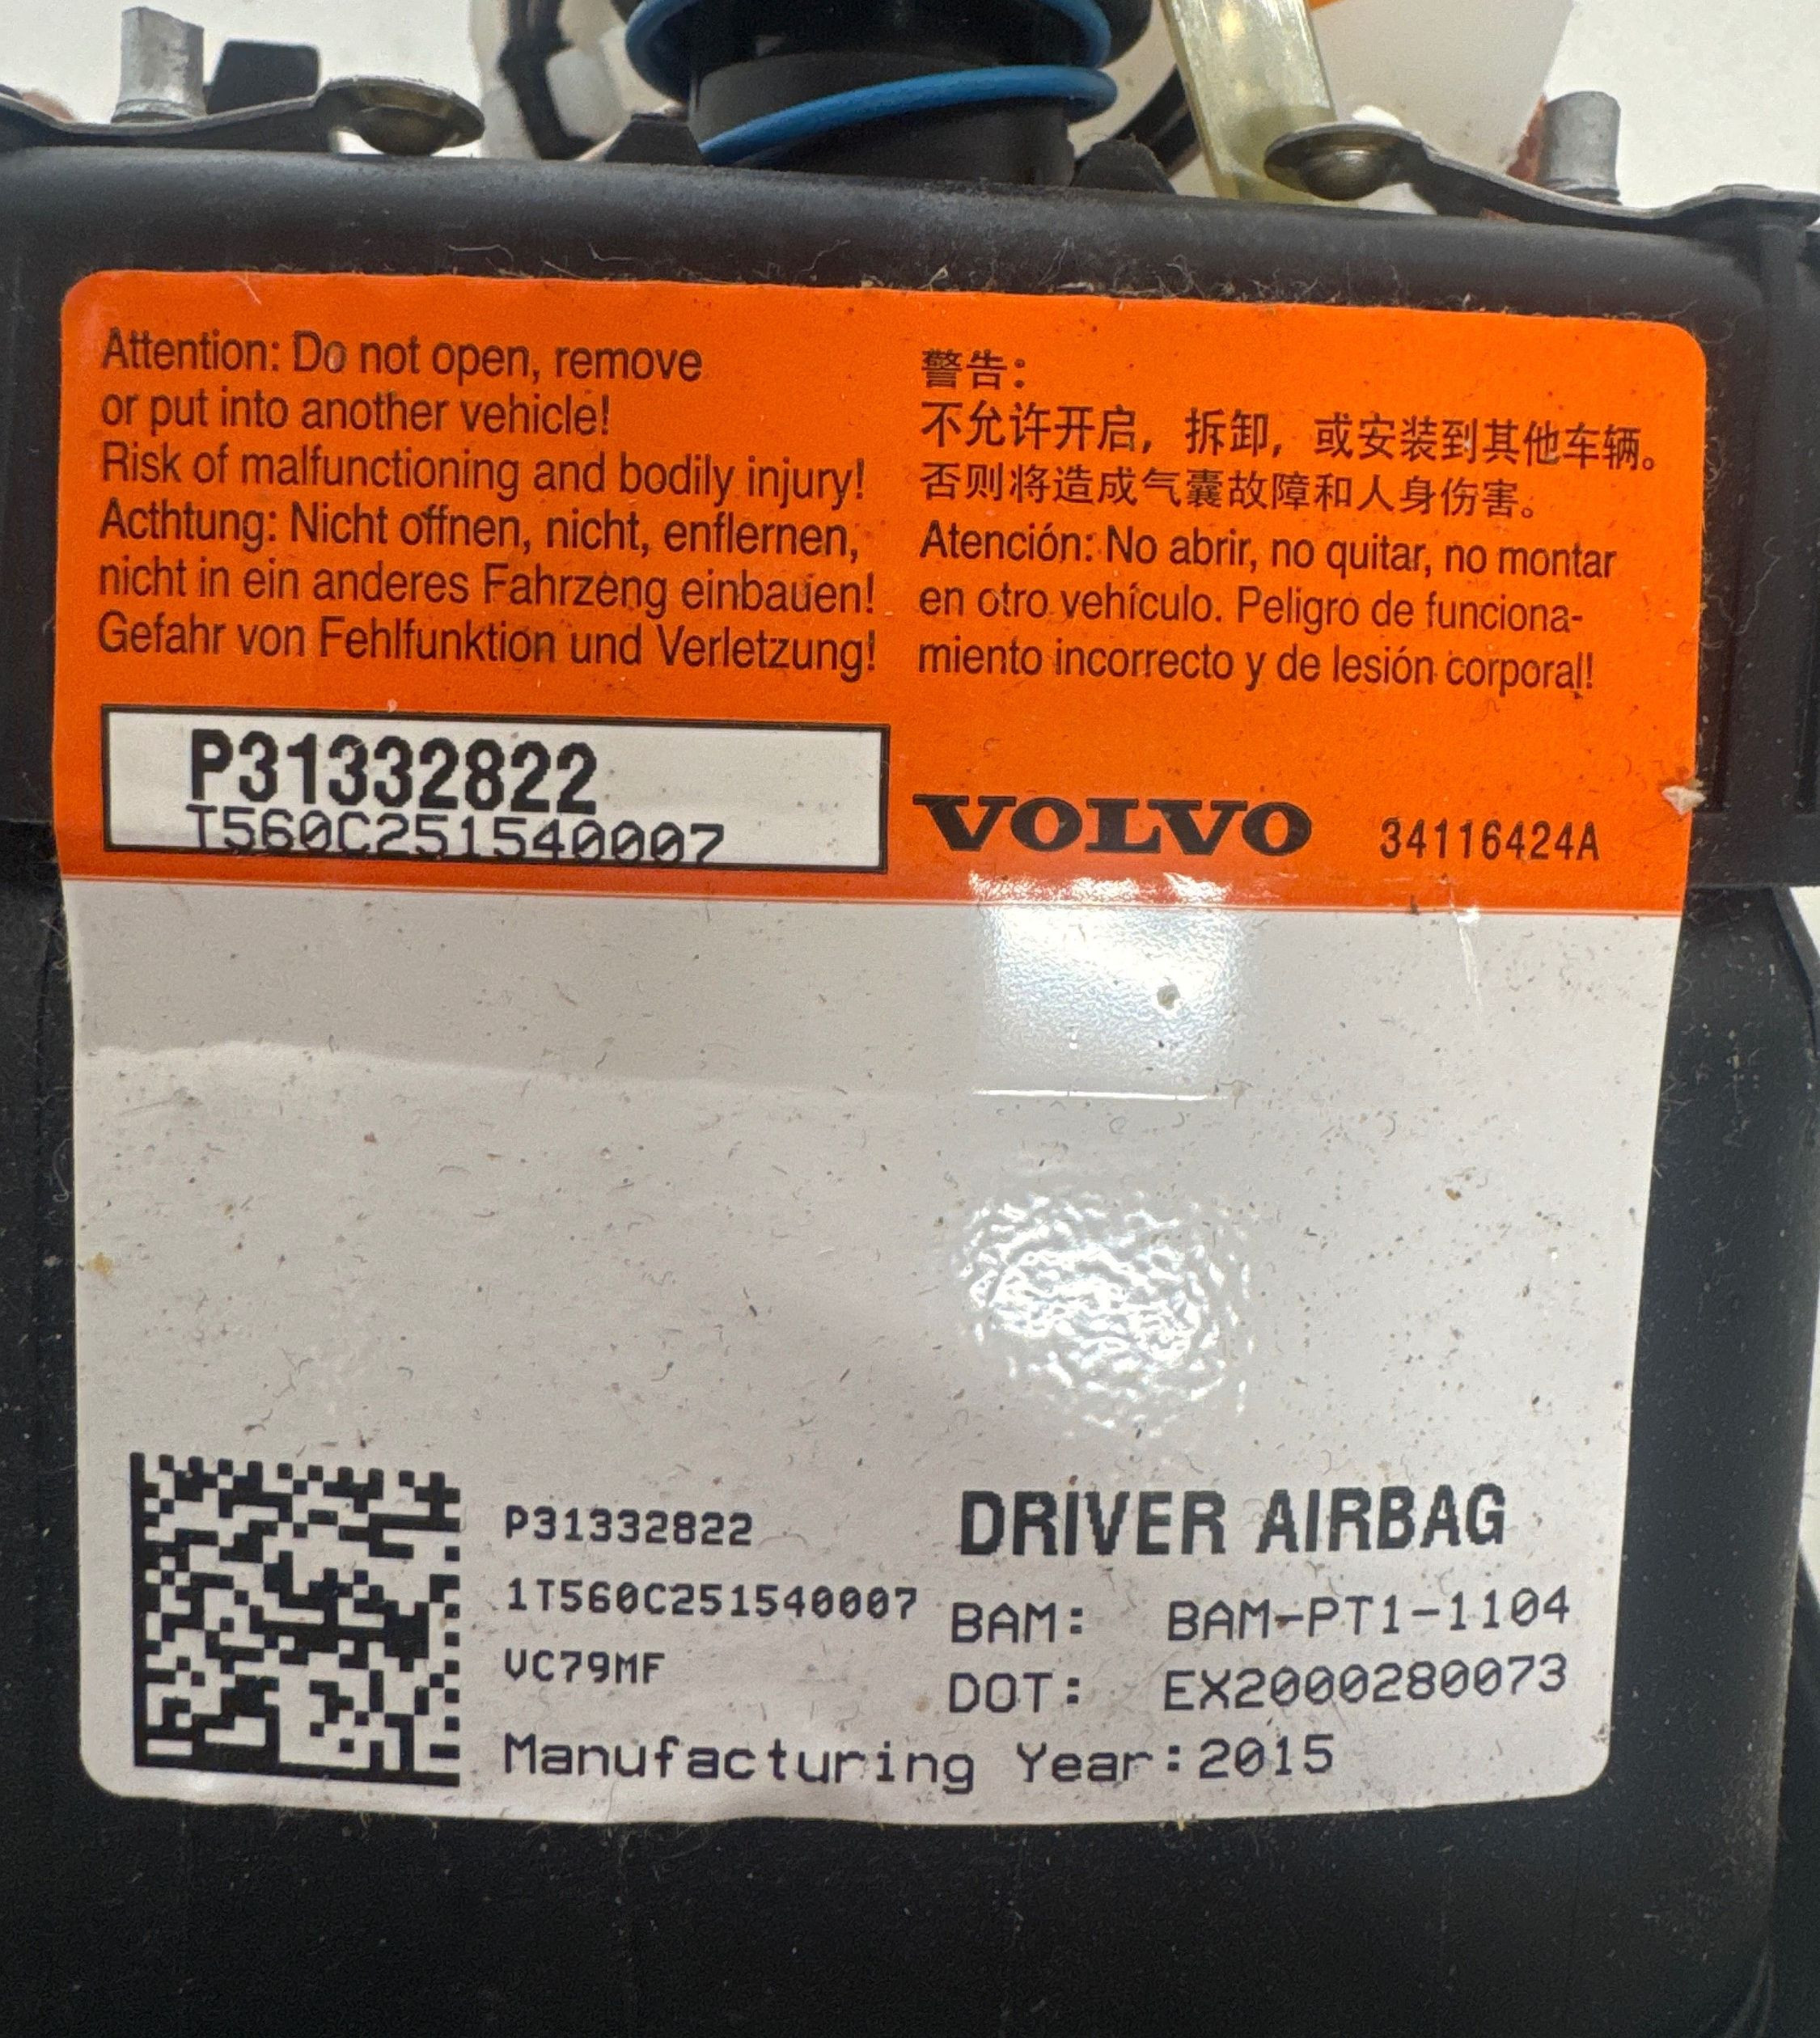 Attention: Do not open, remove
or put into another vehicle!
Risk of malfunctioning and bodily injury!
Acthtung: Nicht offnen, nicht, enflernen,
nicht in ein anderes Fahrzeng einbauen!
Gefahr von Fehlfunktion und Verletzung!
警告：
不允许开启，拆卸，或安装到其他车辆。
否则将造成气囊故障和人身伤害。
Atención: No abrir, no quitar, no montar
en otro vehículo. Peligro de funciona-
miento incorrecto y de lesión corporal!
P31332822
T560C251540007
VOLVO 34116424A
P31332822
1T560C251540007
VC79MF
DRIVER AIRBAG
BAM: BAM-PT1-1104
DOT: EX2000280073
Manufacturing Year:2015